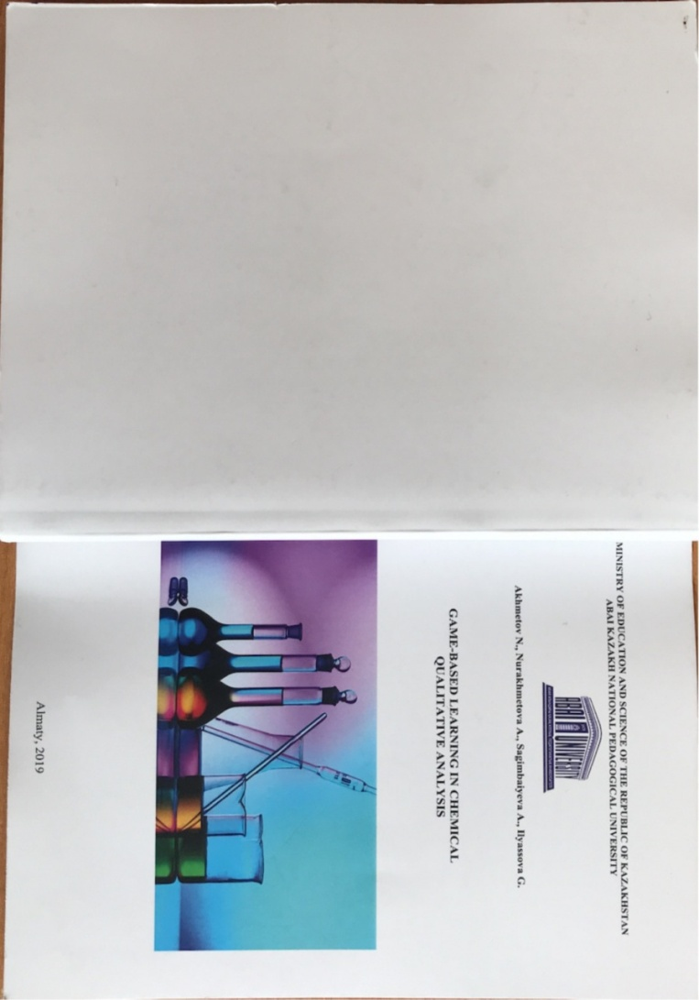 MINISTRY OF EDUCATION AND SCIENCE OF THE REPUBLIC OF KAZAKHSTAN
ABAI KAZAKH NATIONAL PEDAGOGICAL UNIVERSITY
ABAI UNIVERSITY
Akhmetov N., Nurakhmetova A., Sagimbaiyeva A., Ilyassova G.
GAME-BASED LEARNING IN CHEMICAL
QUALITATIVE ANALYSIS
Almaty, 2019